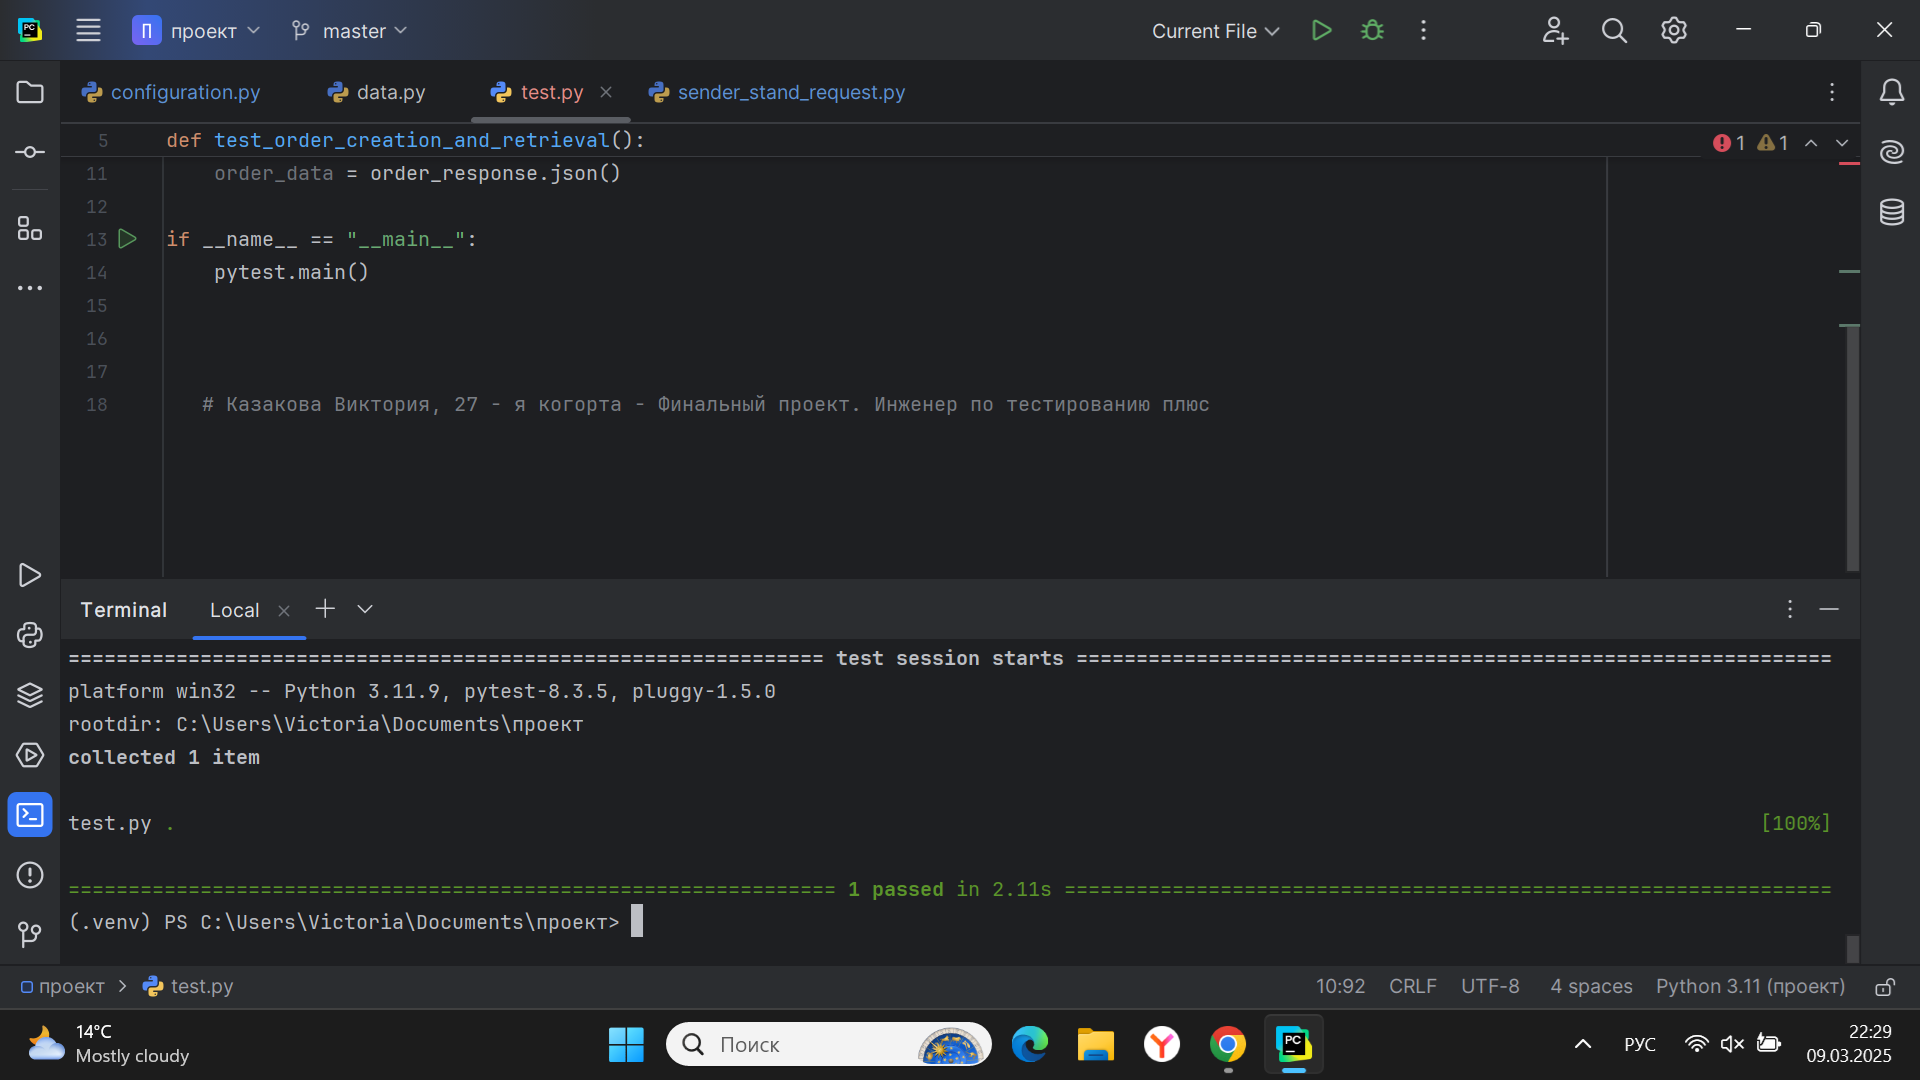 PC
П проект master Current File
configuration.py data.py test.py sender_stand_request.py
5 def test_order_creation_and_retrieval(): 1 1
11 order_data = order_response.json()
12
13 if __name__ == "__main__":
14 pytest.main()
15
16
17
18 # Казакова Виктория, 27 - я когорта - Финальный проект. Инженер по тестированию плюс
Terminal Local
=============================================================== test session starts ===============================================================
platform win32 -- Python 3.11.9, pytest-8.3.5, pluggy-1.5.0
rootdir: C:\Users\Victoria\Documents\проект
collected 1 item
test.py . [100%]
================================================================ 1 passed in 2.11s ================================================================
(.venv) PS C:\Users\Victoria\Documents\проект>
проект > test.py 10:92 CRLF UTF-8 4 spaces Python 3.11 (проект)
14°C
Mostly cloudy
Поиск
PC
РУС
22:29
09.03.2025